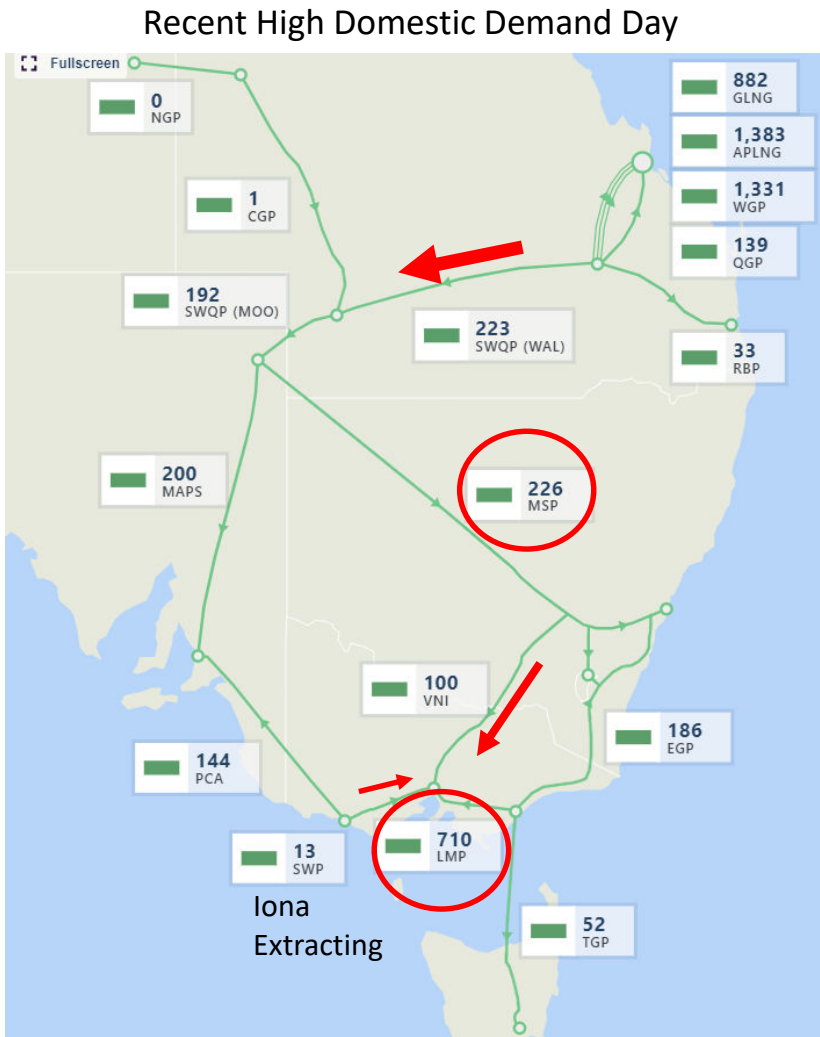 Recent High Domestic Demand Day
Fullscreen
0
NGP
882
GLNG
1,383
APLNG
1,331
WGP
139
QGP
1
CGP
192
SWQP (MOO)
223
SWQP (WAL)
33
RBP
200
MAPS
226
MSP
100
VNI
186
EGP
144
PCA
13
SWP
710
LMP
Iona
Extracting
52
TGP